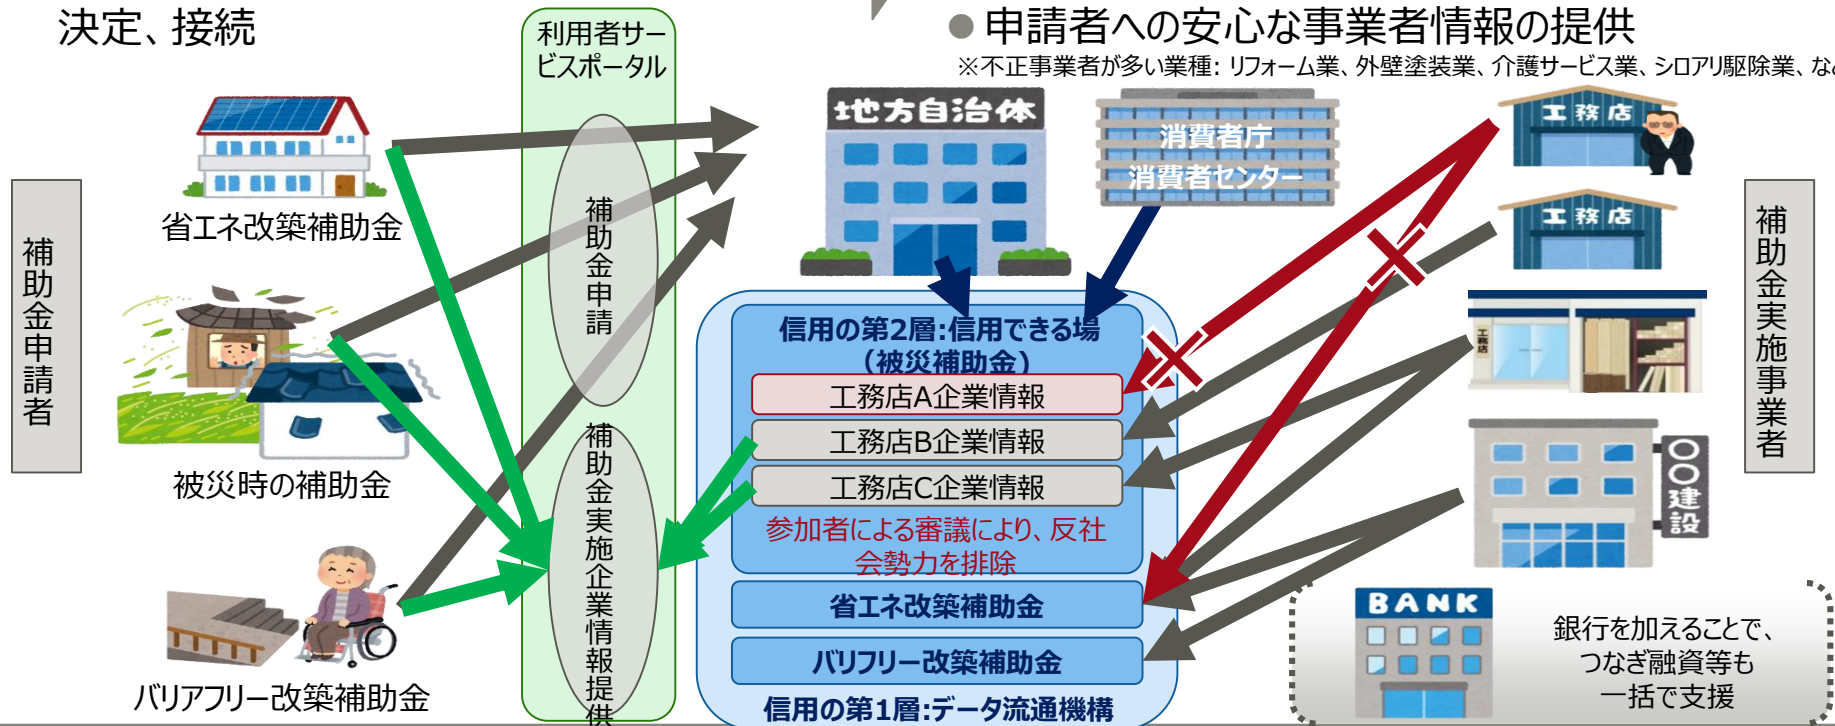 決定、接続
● 申請者への安心な事業者情報の提供
※不正事業者が多い業種: リフォーム業、外壁塗装業、介護サービス業、シロアリ駆除業、など
利用者サー
ビスポータル
補助金申請者
省エネ改築補助金
被災時の補助金
バリアフリー改築補助金
補助金申請
補助金実施企業情報提供
地方自治体
消費者庁
消費者センター
信用の第2層:信用できる場
(被災補助金)
工務店A企業情報
工務店B企業情報
工務店C企業情報
参加者による審議により、反社
会勢力を排除
省エネ改築補助金
バリフリー改築補助金
信用の第1層:データ流通機構
工務店
工務店
工務店
〇〇建設
補助金実施事業者
BANK
銀行を加えることで、
つなぎ融資等も
一括で支援